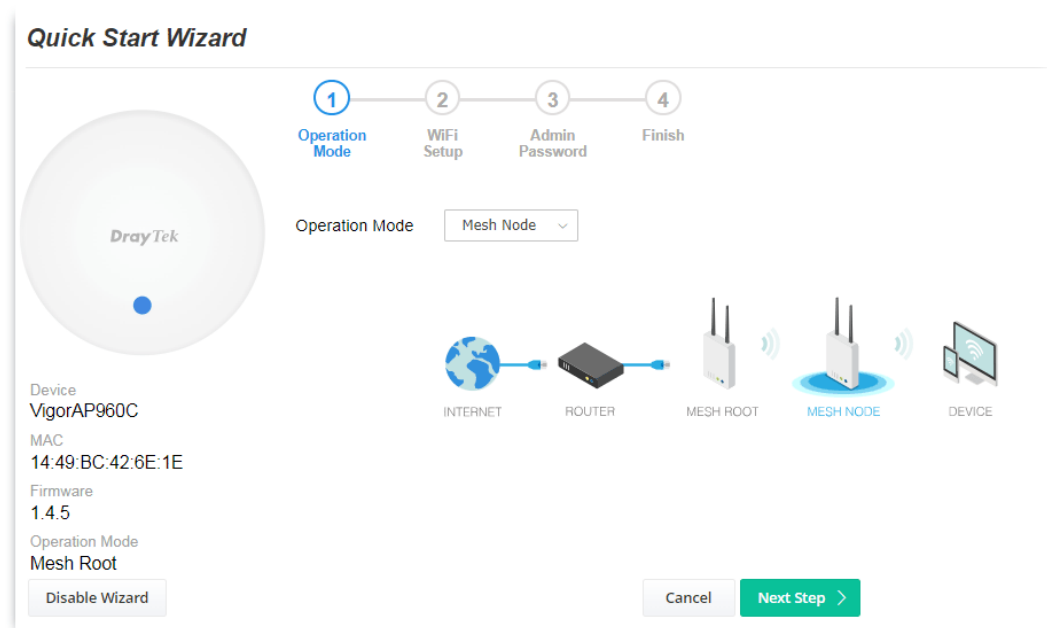 Quick Start Wizard
1
2
3
4
Operation
Mode
WiFi
Setup
Admin
Password
Finish
DrayTek
Operation Mode
Mesh Node
INTERNET
ROUTER
MESH ROOT
MESH NODE
DEVICE
Device
VigorAP960C
MAC
14:49:BC:42:6E:1E
Firmware
1.4.5
Operation Mode
Mesh Root
Disable Wizard
Cancel
Next Step